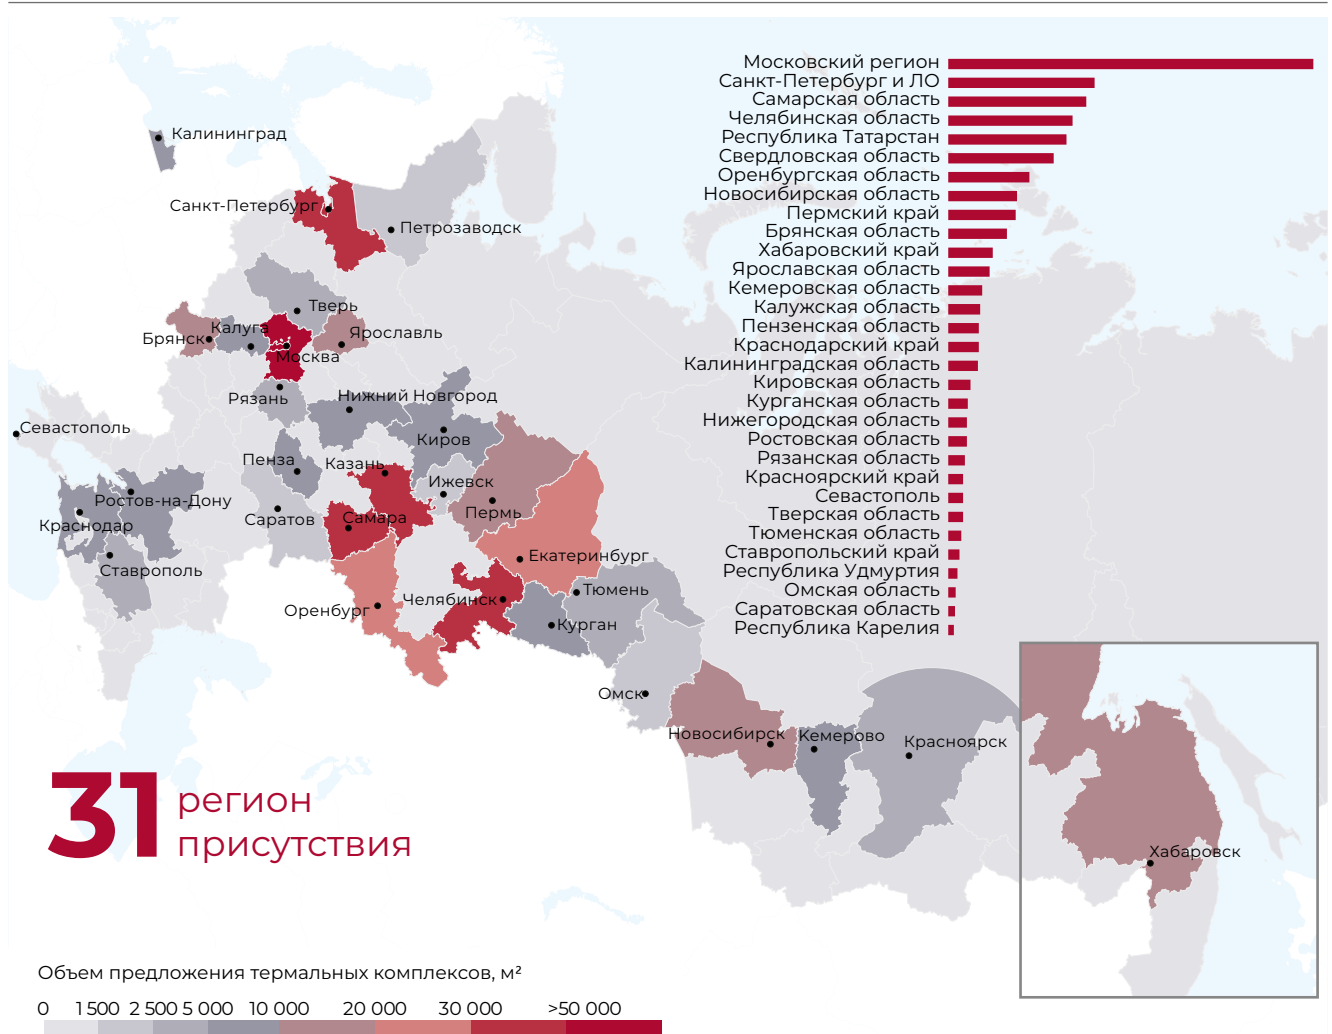 Московский регион
Санкт-Петербург и ЛО
Самарская область
Челябинская область
Республика Татарстан
Свердловская область
Оренбургская область
Новосибирская область
Пермский край
Брянская область
Хабаровский край
Ярославская область
Кемеровская область
Калужская область
Пензенская область
Краснодарский край
Калининградская область
Кировская область
Курганская область
Нижегородская область
Ростовская область
Рязанская область
Красноярский край
Севастополь
Тверская область
Тюменская область
Ставропольский край
Республика Удмуртия
Омская область
Саратовская область
Республика Карелия
Калининград
Санкт-Петербург
Петрозаводск
Тверь
Калуга
Брянск
Ярославль
Москва
Рязань
Нижний Новгород
Севастополь
Киров
Пенза
Казань
Ижевск
Ростов-на-Дону
Краснодар
Саратов
Самара
Пермь
Екатеринбург
Ставрополь
Тюмень
Челябинск
Оренбург
Курган
Омск
Новосибирск
Кемерово
Красноярск
Хабаровск
31 регион
присутствия
Объем предложения термальных комплексов, м²
0 1 500 2 500 5 000 10 000 20 000 30 000 >50 000